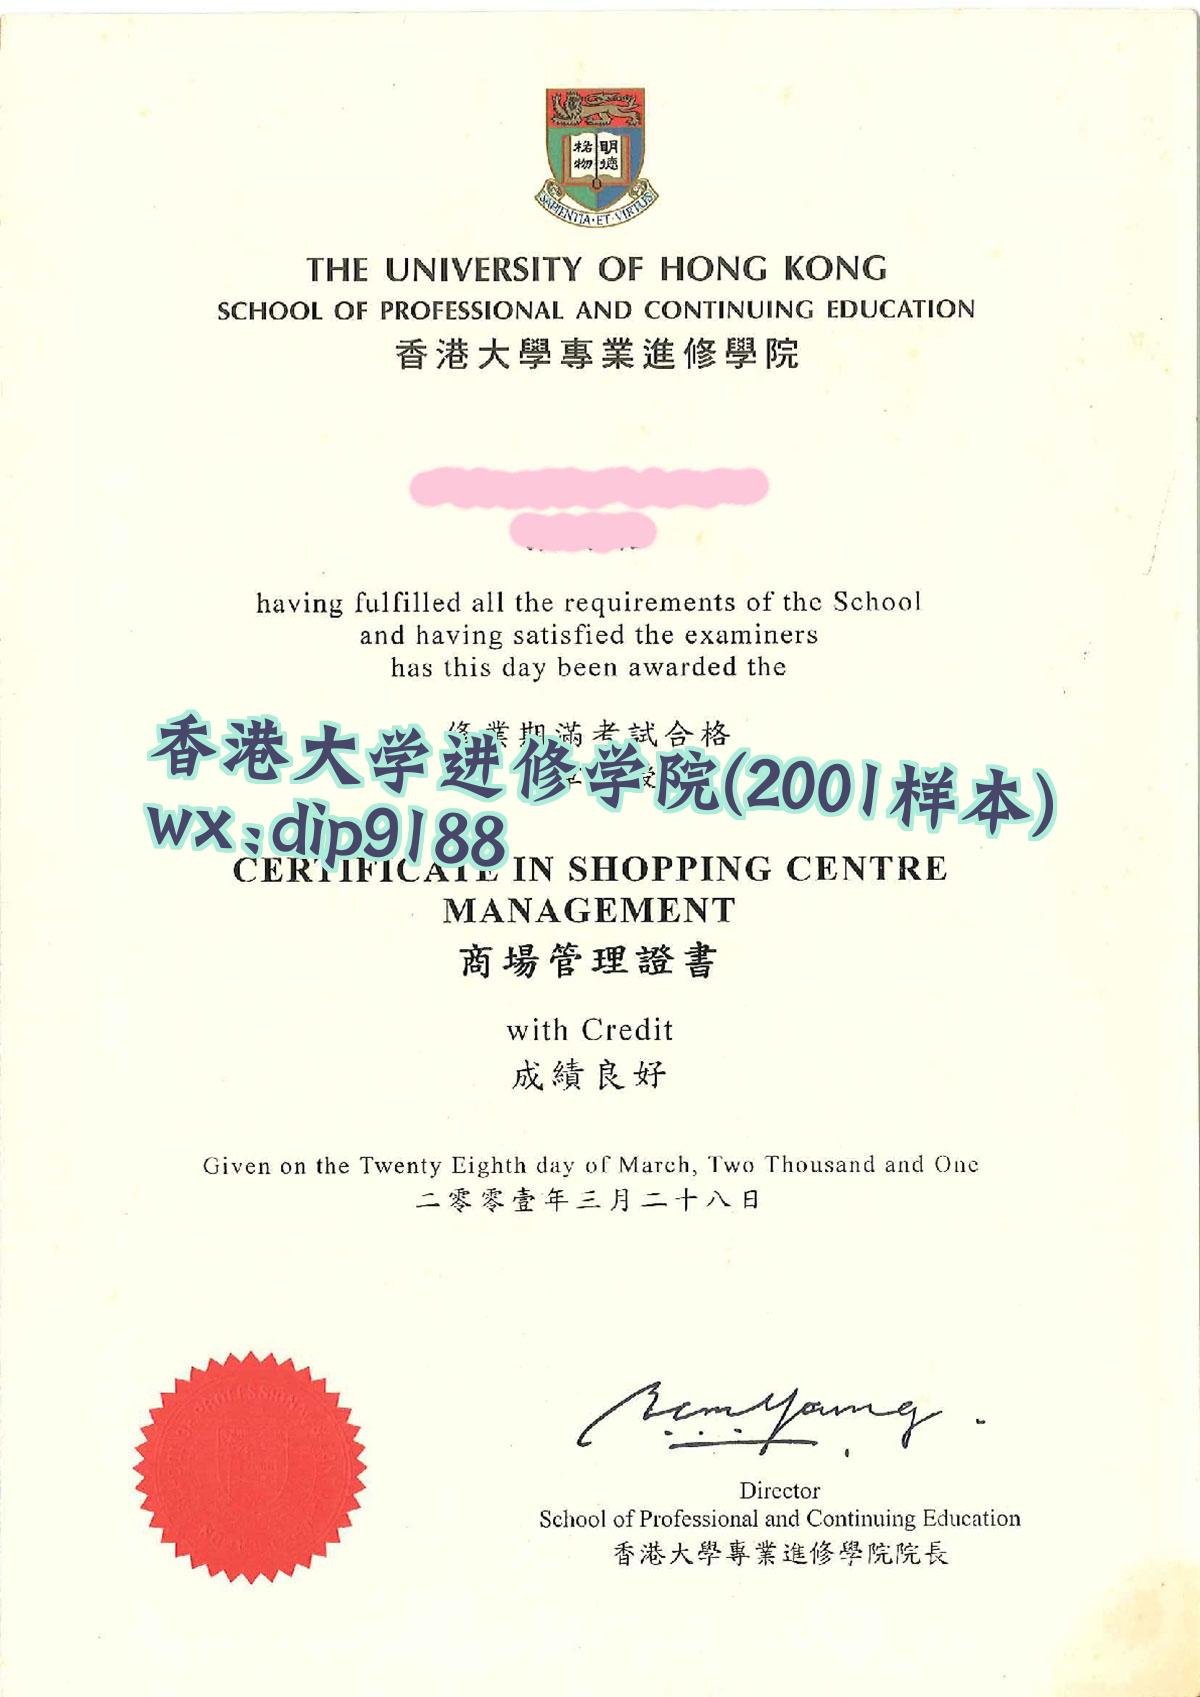 格物
明德
SAPIENTIA·ET·VIRTUS
THE UNIVERSITY OF HONG KONG
SCHOOL OF PROFESSIONAL AND CONTINUING EDUCATION
香港大學專業進修學院
having fulfilled all the requirements of the School
and having satisfied the examiners
has this day been awarded the
修業期滿考試合格
香港大学进修学院(2001样本)
wx:dip9188
CERTIFICATE IN SHOPPING CENTRE
MANAGEMENT
商場管理證書
with Credit
成績良好
Given on the Twenty Eighth day of March, Two Thousand and One
二零零壹年三月二十八日
Director
School of Professional and Continuing Education
香港大學專業進修學院院長